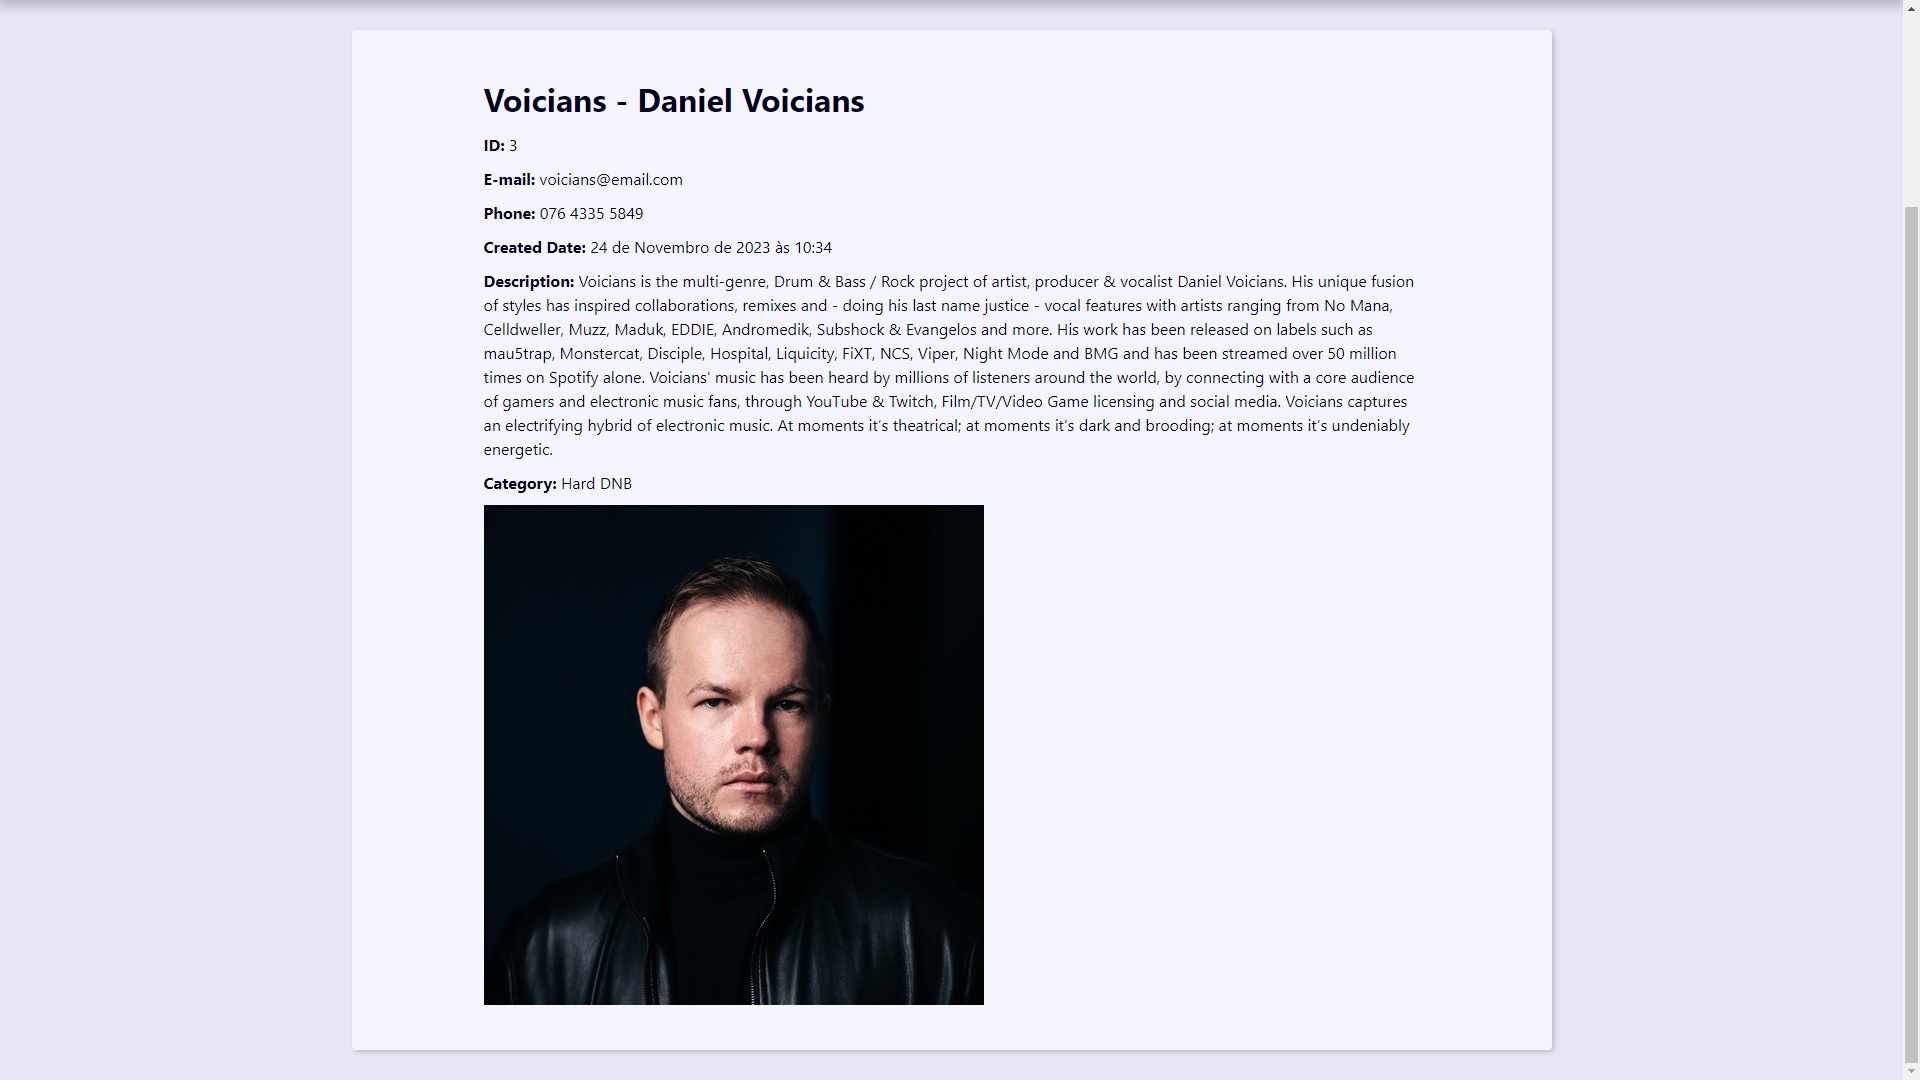 Voicians - Daniel Voicians
ID: 3
E-mail: voicians@email.com
Phone: 076 4335 5849
Created Date: 24 de Novembro de 2023 às 10:34
Description: Voicians is the multi-genre, Drum & Bass / Rock project of artist, producer & vocalist Daniel Voicians. His unique fusion
of styles has inspired collaborations, remixes and - doing his last name justice - vocal features with artists ranging from No Mana,
Celldweller, Muzz, Maduk, EDDIE, Andromedik, Subshock & Evangelos and more. His work has been released on labels such as
mau5trap, Monstercat, Disciple, Hospital, Liquicity, FiXT, NCS, Viper, Night Mode and BMG and has been streamed over 50 million
times on Spotify alone. Voicians' music has been heard by millions of listeners around the world, by connecting with a core audience
of gamers and electronic music fans, through YouTube & Twitch, Film/TV/Video Game licensing and social media. Voicians captures
an electrifying hybrid of electronic music. At moments it’s theatrical; at moments it’s dark and brooding; at moments it’s undeniably
energetic.
Category: Hard DNB